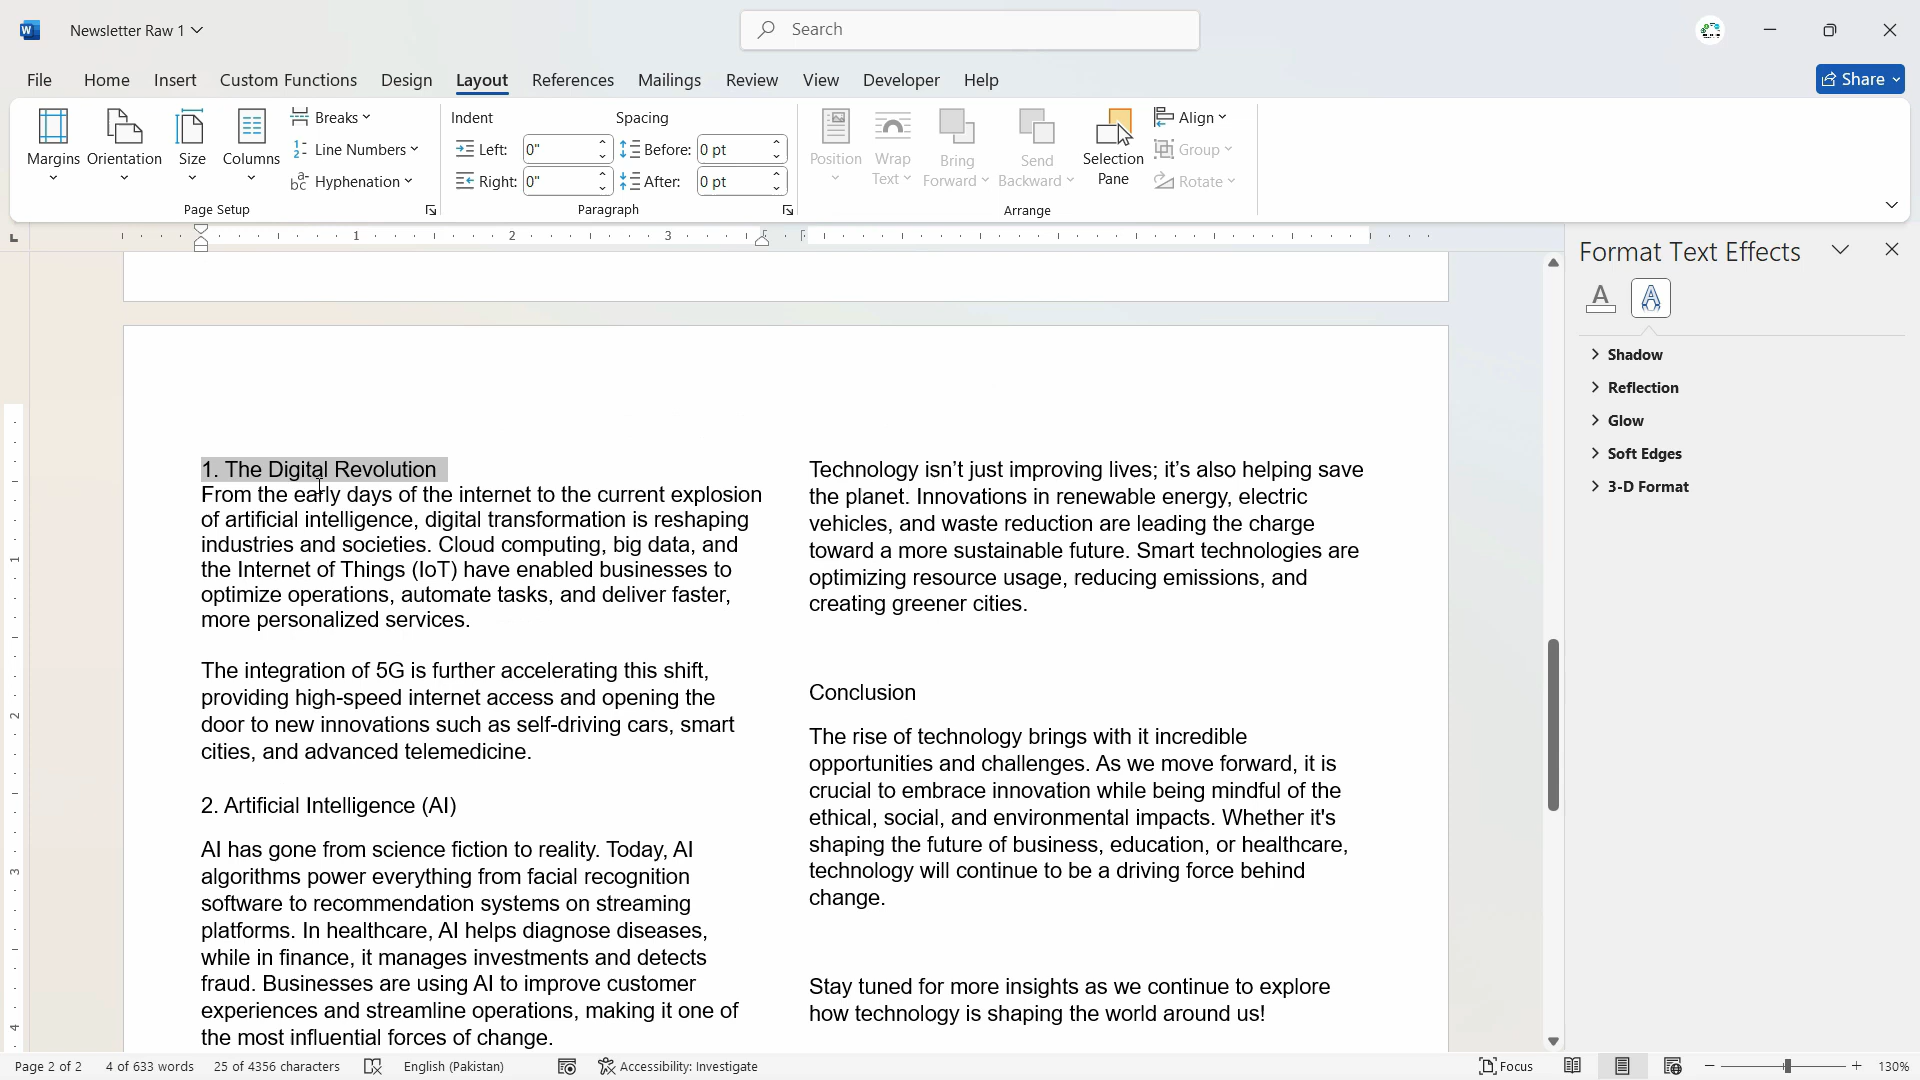 Newsletter Raw 1
Search
File Home Insert Custom Functions Design Layout References Mailings Review View Developer Help
Share
Margins Orientation Size Columns
Breaks
Line Numbers
Hyphenation
Page Setup
Indent
Left: 0"
Right: 0"
Spacing
Before: 0 pt
After: 0 pt
Paragraph
Position
Wrap Text
Bring Forward
Send Backward
Selection Pane
Align
Group
Rotate
Arrange
1 2 3
Format Text Effects
Shadow
Reflection
Glow
Soft Edges
3-D Format
1
2
3
4
1. The Digital Revolution
From the early days of the internet to the current explosion
of artificial intelligence, digital transformation is reshaping
industries and societies. Cloud computing, big data, and
the Internet of Things (IoT) have enabled businesses to
optimize operations, automate tasks, and deliver faster,
more personalized services.
The integration of 5G is further accelerating this shift,
providing high-speed internet access and opening the
door to new innovations such as self-driving cars, smart
cities, and advanced telemedicine.
2. Artificial Intelligence (AI)
AI has gone from science fiction to reality. Today, AI
algorithms power everything from facial recognition
software to recommendation systems on streaming
platforms. In healthcare, AI helps diagnose diseases,
while in finance, it manages investments and detects
fraud. Businesses are using AI to improve customer
experiences and streamline operations, making it one of
the most influential forces of change.
Technology isn’t just improving lives; it’s also helping save
the planet. Innovations in renewable energy, electric
vehicles, and waste reduction are leading the charge
toward a more sustainable future. Smart technologies are
optimizing resource usage, reducing emissions, and
creating greener cities.
Conclusion
The rise of technology brings with it incredible
opportunities and challenges. As we move forward, it is
crucial to embrace innovation while being mindful of the
ethical, social, and environmental impacts. Whether it's
shaping the future of business, education, or healthcare,
technology will continue to be a driving force behind
change.
Stay tuned for more insights as we continue to explore
how technology is shaping the world around us!
Page 2 of 2 4 of 633 words 25 of 4356 characters English (Pakistan) Accessibility: Investigate Focus 130%